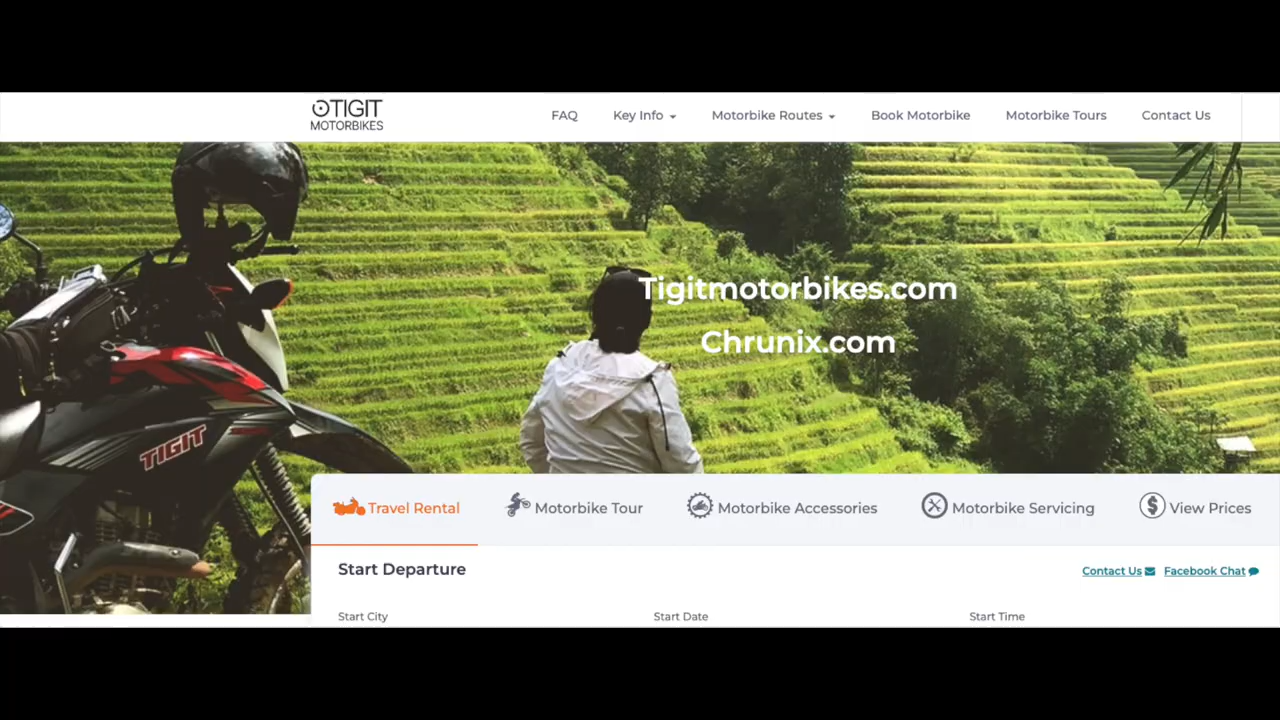 TIGIT
MOTORBIKES
FAQ
Key Info
Motorbike Routes
Book Motorbike
Motorbike Tours
Contact Us
Tigitmotorbikes.com
Chrunix.com
TIGIT
Travel Rental
Motorbike Tour
Motorbike Accessories
Motorbike Servicing
View Prices
Start Departure
Contact Us
Facebook Chat
Start City
Start Date
Start Time